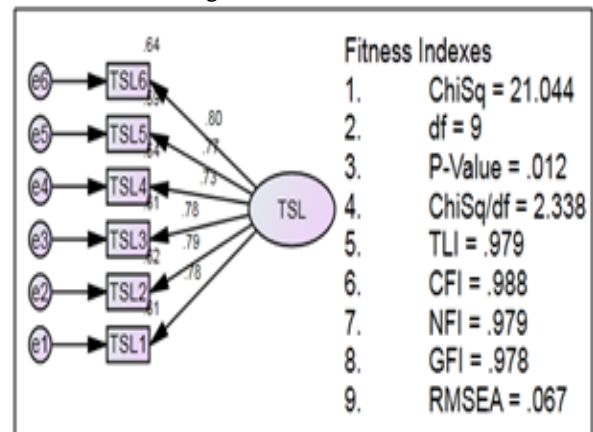 .64
e6 TSL6
.80
e5 TSL5
.77
e4 TSL4
.73
.61
e3 TSL3
.78
.79
.62
e2 TSL2
.78
.61
e1 TSL1
TSL
Fitness Indexes
1. ChiSq = 21.044
2. df = 9
3. P-Value = .012
4. ChiSq/df = 2.338
5. TLI = .979
6. CFI = .988
7. NFI = .979
8. GFI = .978
9. RMSEA = .067